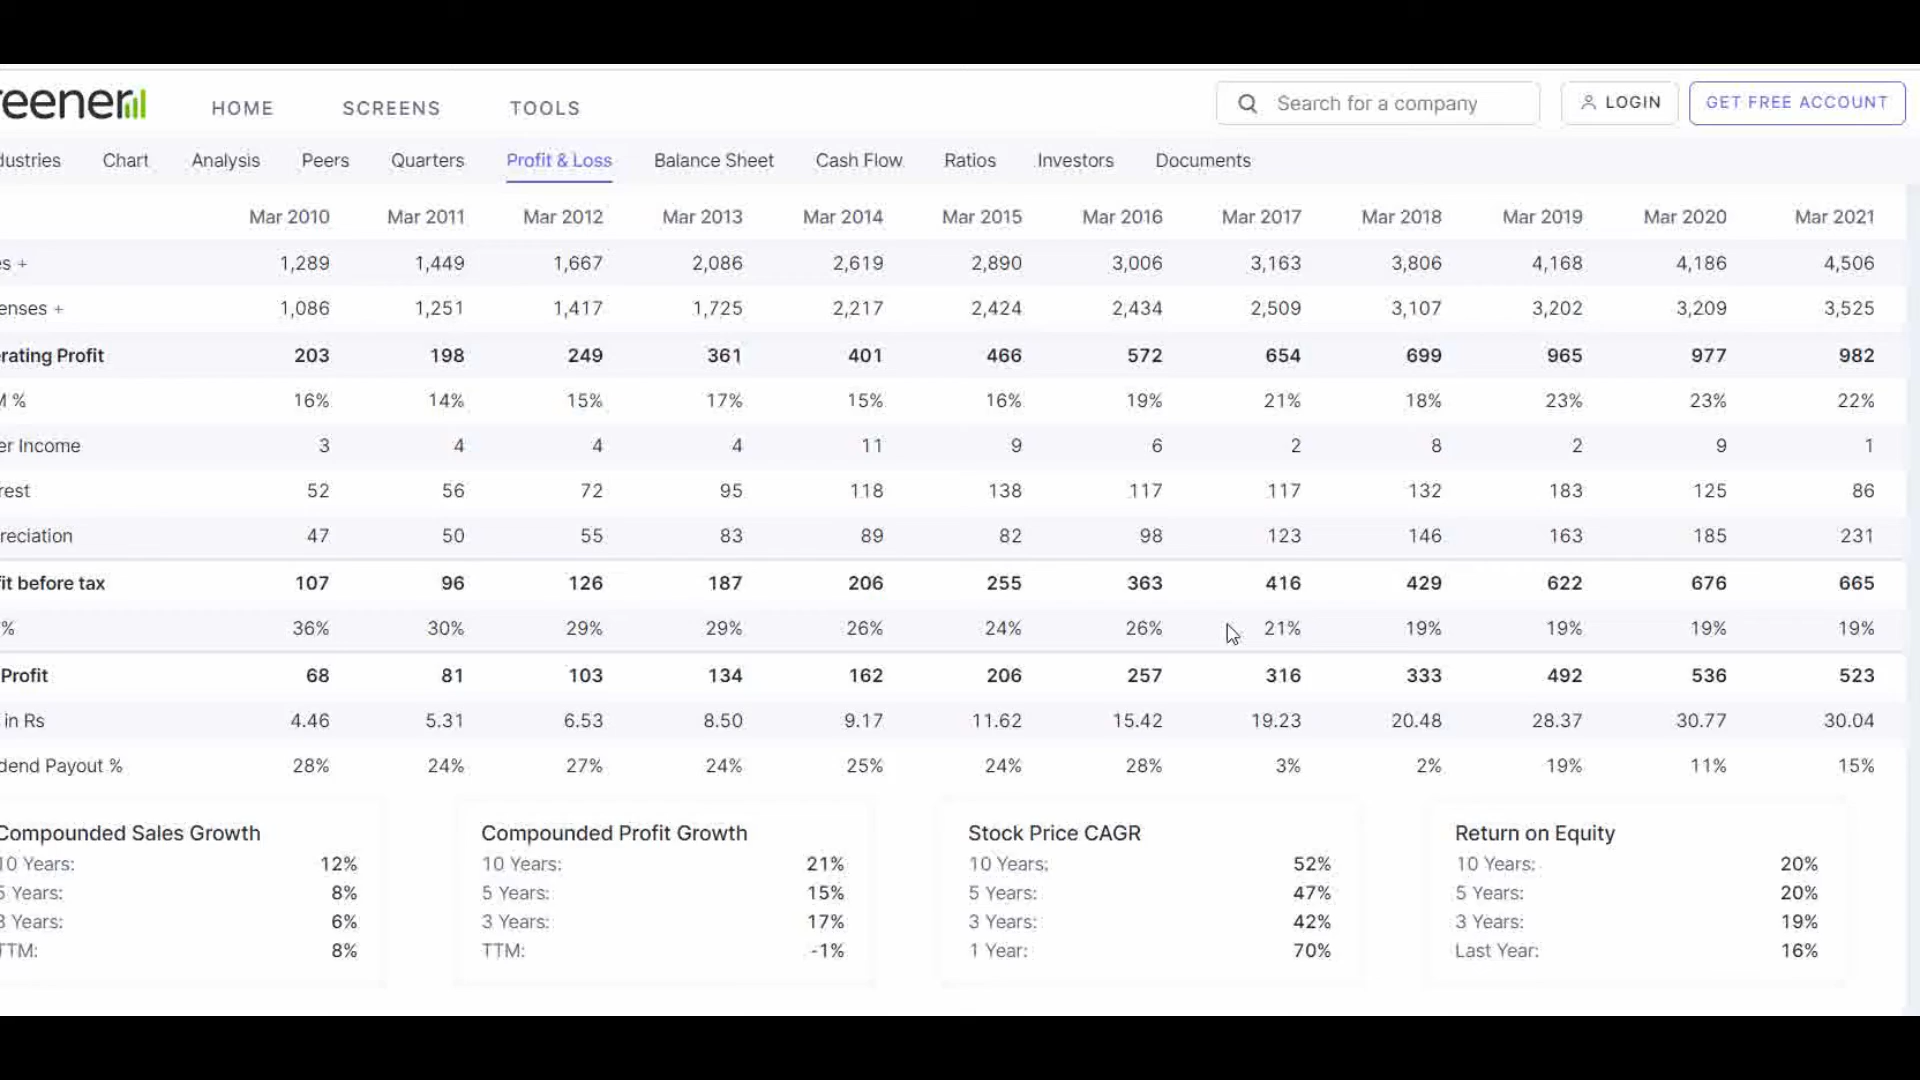 reener
HOME SCREENS TOOLS Search for a company LOGIN GET FREE ACCOUNT
dustries Chart Analysis Peers Quarters Profit & Loss Balance Sheet Cash Flow Ratios Investors Documents
Mar 2010 Mar 2011 Mar 2012 Mar 2013 Mar 2014 Mar 2015 Mar 2016 Mar 2017 Mar 2018 Mar 2019 Mar 2020 Mar 2021
es + 1,289 1,449 1,667 2,086 2,619 2,890 3,006 3,163 3,806 4,168 4,186 4,506
enses + 1,086 1,251 1,417 1,725 2,217 2,424 2,434 2,509 3,107 3,202 3,209 3,525
erating Profit 203 198 249 361 401 466 572 654 699 965 977 982
M % 16% 14% 15% 17% 15% 16% 19% 21% 18% 23% 23% 22%
er Income 3 4 4 4 11 9 6 2 8 2 9 1
rest 52 56 72 95 118 138 117 117 132 183 125 86
reciation 47 50 55 83 89 82 98 123 146 163 185 231
fit before tax 107 96 126 187 206 255 363 416 429 622 676 665
% 36% 30% 29% 29% 26% 24% 26% 21% 19% 19% 19% 19%
Profit 68 81 103 134 162 206 257 316 333 492 536 523
in Rs 4.46 5.31 6.53 8.50 9.17 11.62 15.42 19.23 20.48 28.37 30.77 30.04
dend Payout % 28% 24% 27% 24% 25% 24% 28% 3% 2% 19% 11% 15%
Compounded Sales Growth
10 Years: 12%
5 Years: 8%
3 Years: 6%
TTM: 8%
Compounded Profit Growth
10 Years: 21%
5 Years: 15%
3 Years: 17%
TTM: -1%
Stock Price CAGR
10 Years: 52%
5 Years: 47%
3 Years: 42%
1 Year: 70%
Return on Equity
10 Years: 20%
5 Years: 20%
3 Years: 19%
Last Year: 16%